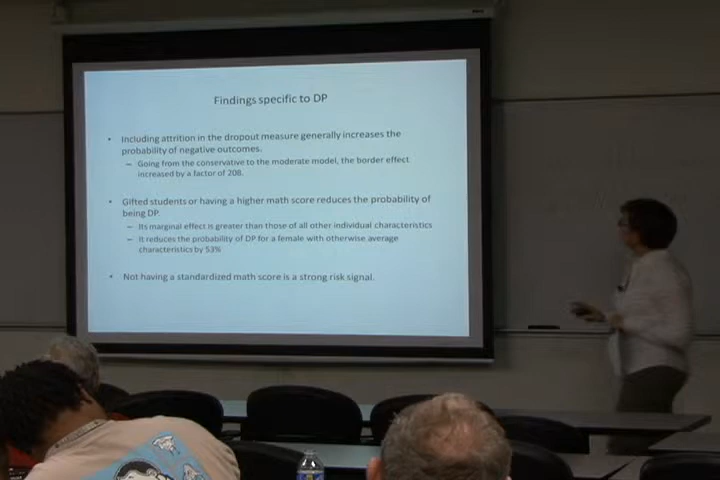 Findings specific to DP
• Including attrition in the dropout measure generally increases the
probability of negative outcomes.
– Going from the conservative to the moderate model, the border effect
increased by a factor of 208.
• Gifted students or having a higher math score reduces the probability of
being DP.
– Its marginal effect is greater than those of all other individual characteristics
– It reduces the probability of DP for a female with otherwise average
characteristics by 53%
• Not having a standardized math score is a strong risk signal.